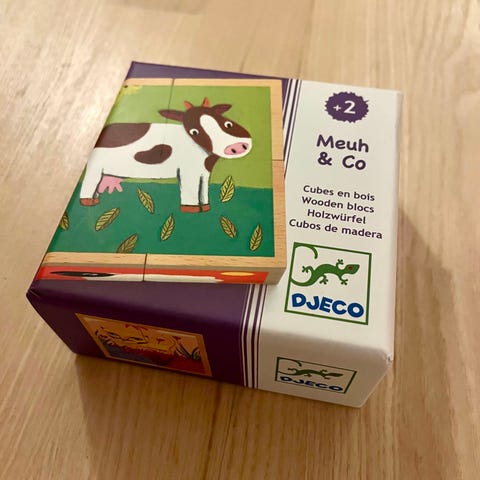 +2
Meuh
& Co
Cubes en bois
Wooden blocs
Holzwürfel
Cubos de madera
DJECO
DJECO